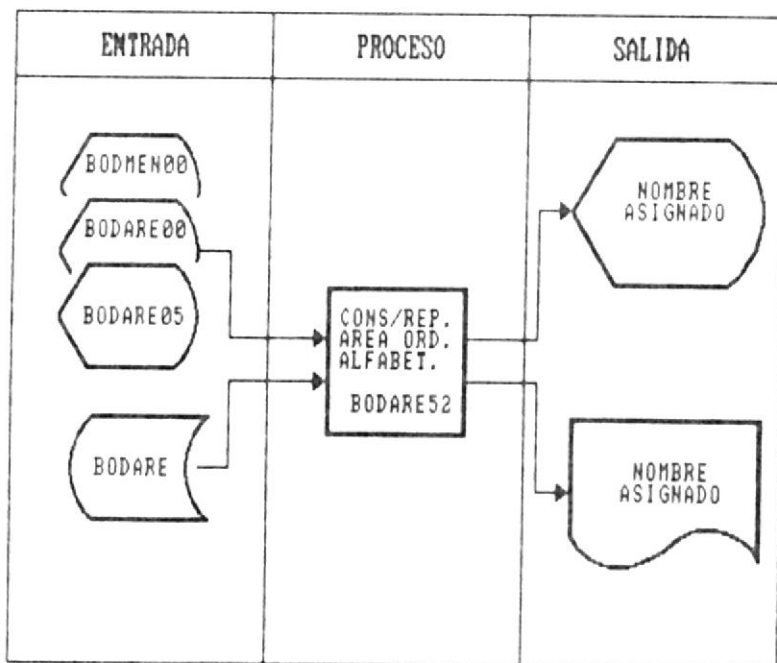 ENTRADA
PROCESO
SALIDA
BODMEN00
BODARE00
BODARE05
BODARE
CONS/REP.
AREA ORD.
ALFABET.
BODARE52
NOMBRE
ASIGNADO
NOMBRE
ASIGNADO